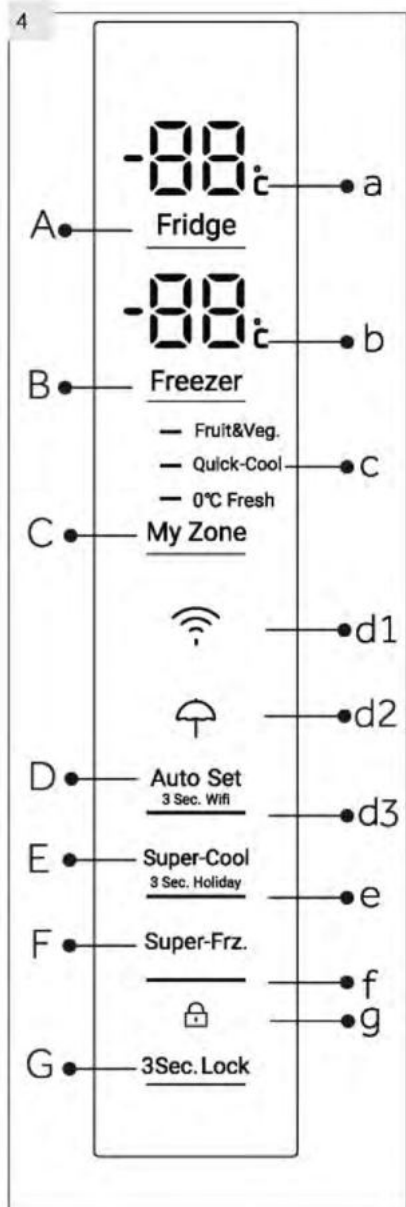 4
-88°c
a
A
Fridge
-88°c
b
B
Freezer
Fruit&Veg.
Quick-Cool
c
0°C Fresh
C
My Zone
d1
d2
D
Auto Set
3 Sec. Wifi
d3
E
Super-Cool
3 Sec. Holiday
e
F
Super-Frz.
f
g
G
3Sec. Lock